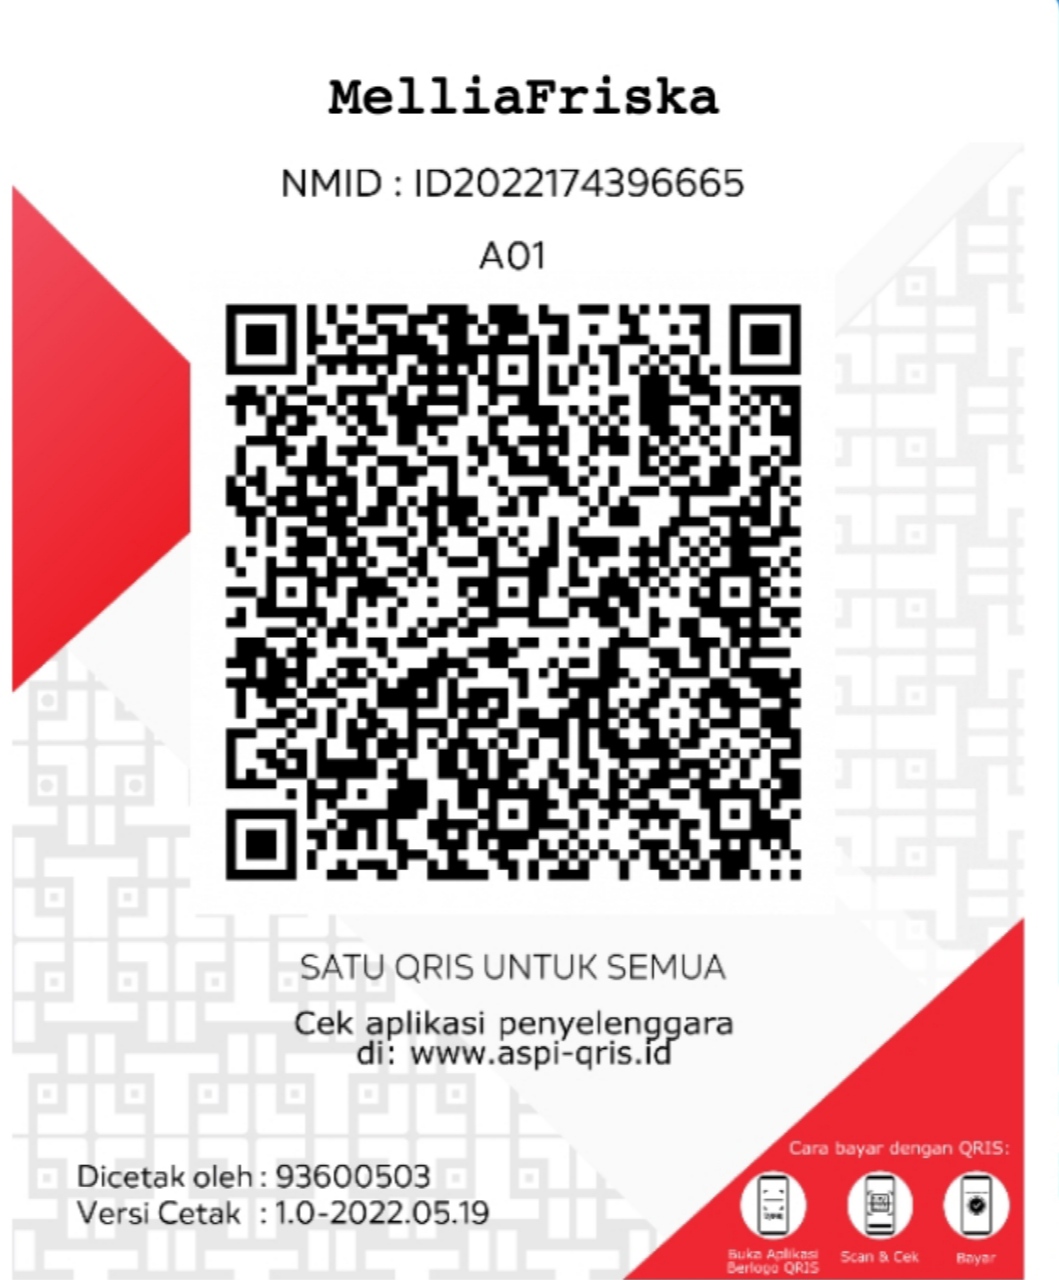 MelliaFriska
NMID : ID2022174396665
A01
SATU QRIS UNTUK SEMUA
Cek aplikasi penyelenggara
di: www.aspi-qris.id
Dicetak oleh : 93600503
Versi Cetak : 1.0-2022.05.19
Cara bayar dengan QRIS:
Buka Aplikasi
Berlogo QRIS
Scan & Cek
Bayar